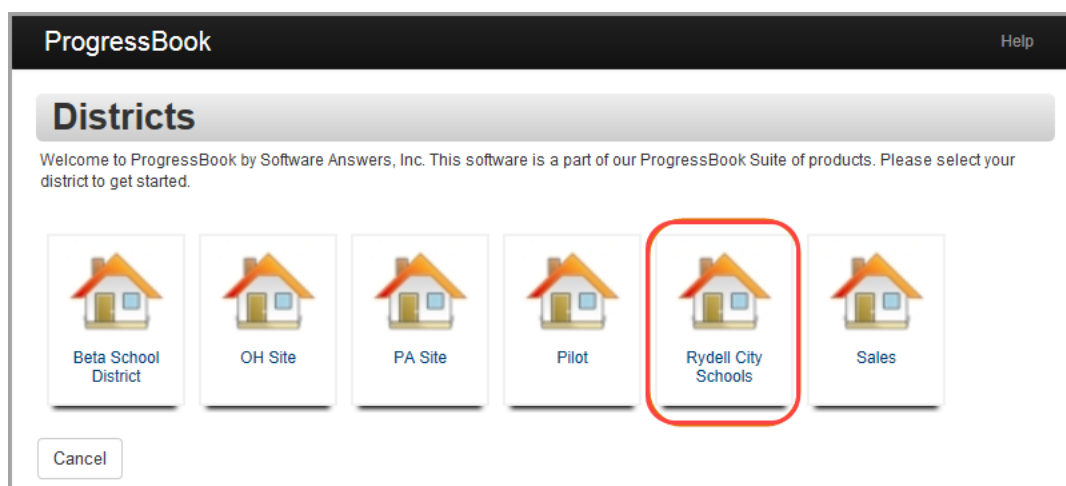 ProgressBook
Help
Districts
Welcome to ProgressBook by Software Answers, Inc. This software is a part of our ProgressBook Suite of products. Please select your
district to get started.
Beta School
District
OH Site
PA Site
Pilot
Rydell City
Schools
Sales
Cancel